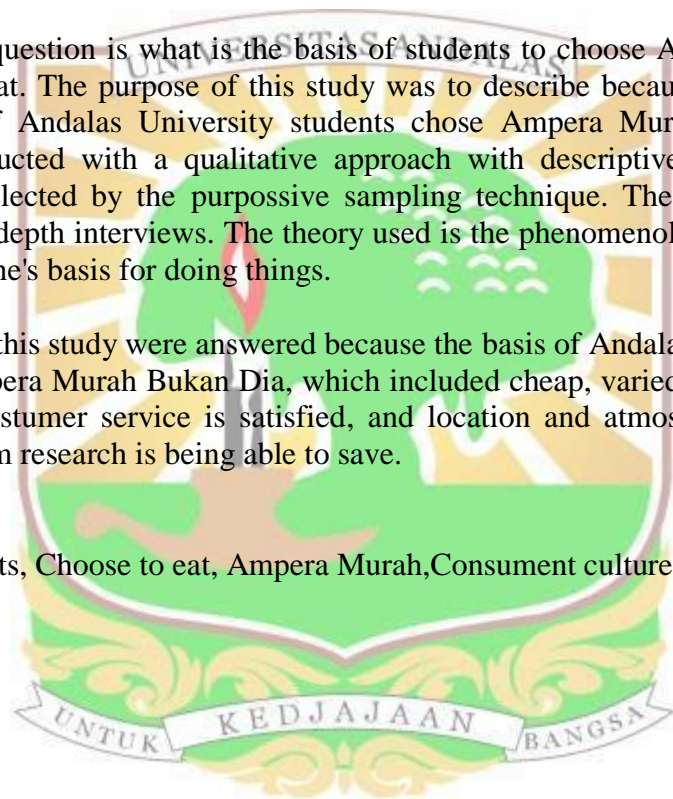 UNIVERSITAS ANDALAS
question is what is the basis of students to choose A
at. The purpose of this study was to describe becau
Andalas University students chose Ampera Mur
ucted with a qualitative approach with descriptive
lected by the purpossive sampling technique. The
depth interviews. The theory used is the phenomenol
ne's basis for doing things.
this study were answered because the basis of Andala
pera Murah Bukan Dia, which included cheap, varied
stumer service is satisfied, and location and atmos
m research is being able to save.
ts, Choose to eat, Ampera Murah,Consument culture
UNTUK KEDJAJAAN BANGSA